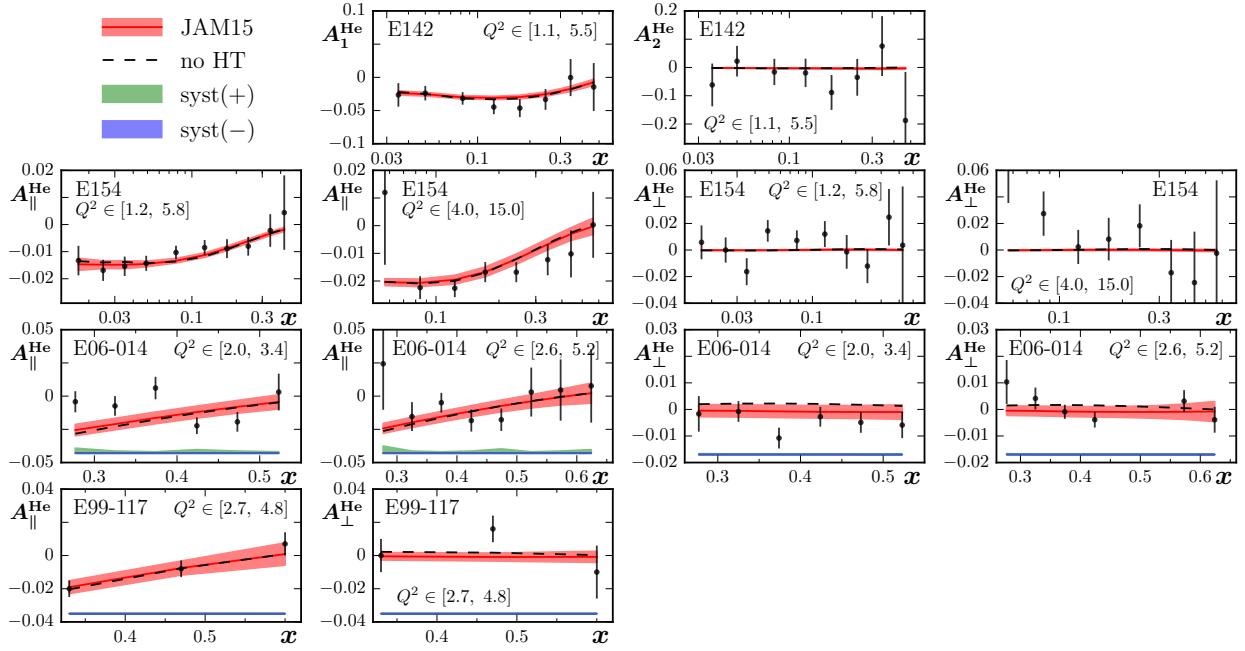 JAM15
no HT
syst(+)
syst(−)
A₁^He
0.1
0.05
0
−0.05
−0.1
E142
Q² ∈ [1.1, 5.5]
0.03
0.1
0.3
x
A₂^He
0.2
0.1
0
−0.1
−0.2
E142
Q² ∈ [1.1, 5.5]
0.03
0.1
0.3
x
A∥^He
0.02
0.01
0
−0.01
−0.02
E154
Q² ∈ [1.2, 5.8]
0.03
0.1
0.3
x
A∥^He
0.02
0.01
0
−0.01
−0.02
E154
Q² ∈ [4.0, 15.0]
0.1
0.3
x
A⊥^He
0.06
0.04
0.02
0
−0.02
−0.04
E154
Q² ∈ [1.2, 5.8]
0.03
0.1
0.3
x
A⊥^He
0.06
0.04
0.02
0
−0.02
−0.04
E154
Q² ∈ [4.0, 15.0]
0.1
0.3
x
A∥^He
0.05
0
−0.05
E06-014
Q² ∈ [2.0, 3.4]
0.3
0.4
0.5
x
A∥^He
0.05
0
−0.05
E06-014
Q² ∈ [2.6, 5.2]
0.3
0.4
0.5
0.6
x
A⊥^He
0.03
0.01
0
−0.01
−0.02
E06-014
Q² ∈ [2.0, 3.4]
0.3
0.4
0.5
x
A⊥^He
0.03
0.01
0
−0.01
−0.02
E06-014
Q² ∈ [2.6, 5.2]
0.3
0.4
0.5
0.6
x
A∥^He
0.04
0.02
0
−0.02
−0.04
E99-117
Q² ∈ [2.7, 4.8]
0.4
0.5
x
A⊥^He
0.04
0.02
0
−0.02
−0.04
E99-117
Q² ∈ [2.7, 4.8]
0.4
0.5
x